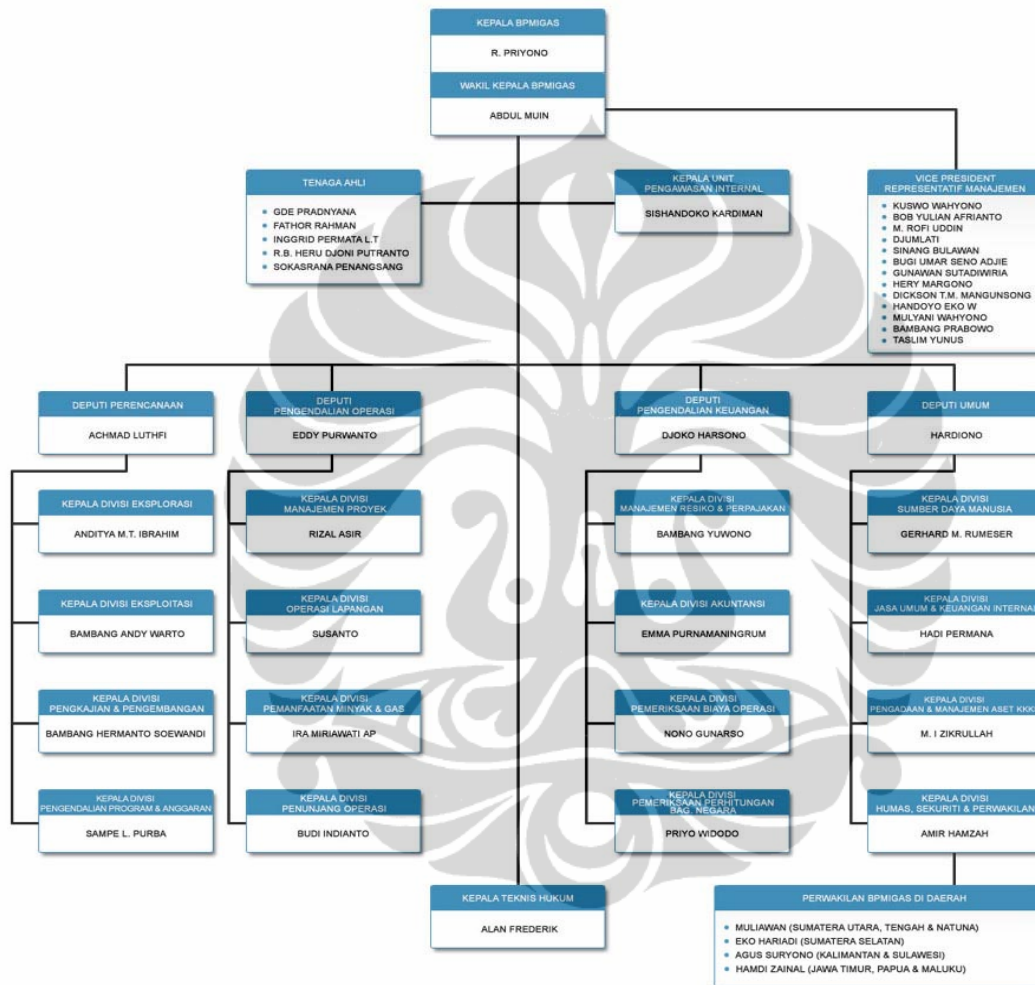 KEPALA BPMIGAS
R. PRIYONO
WAKIL KEPALA BPMIGAS
ABDUL MUIN
TENAGA AHLI
• GDE PRADNYANA
• FATHOR RAHMAN
• INGGRID PERMATA L.T
• R.B. HERU DJONI PUTRANTO
• SOKASRANA PENANGSANG
KEPALA UNIT
PENGAWASAN INTERNAL
SISHANDOKO KARDIMAN
VICE PRESIDENT
REPRESENTATIF MANAJEMEN
• KUSWO WAHYONO
• BOB YULIAN AFRIANTO
• M. ROFI UDDIN
• DJUMLATI
• SINANG BULAWAN
• BUGI UMAR SENO ADJIE
• GUNAWAN SUTADIWIRIA
• HERY MARGONO
• DICKSON T.M. MANGUNSONG
• HANDOYO EKO W
• MULYANI WAHYONO
• BAMBANG PRABOWO
• TASLIM YUNUS
DEPUTI PERENCANAAN
ACHMAD LUTHFI
DEPUTI
PENGENDALIAN OPERASI
EDDY PURWANTO
DEPUTI
PENGENDALIAN KEUANGAN
DJOKO HARSONO
DEPUTI UMUM
HARDIONO
KEPALA DIVISI EKSPLORASI
ANDITYA M.T. IBRAHIM
KEPALA DIVISI
MANAJEMEN PROYEK
RIZAL ASIR
KEPALA DIVISI
MANAJEMEN RESIKO & PERPAJAKAN
BAMBANG YUWONO
KEPALA DIVISI
SUMBER DAYA MANUSIA
GERHARD M. RUMESER
KEPALA DIVISI EKSPLOITASI
BAMBANG ANDY WARTO
KEPALA DIVISI
OPERASI LAPANGAN
SUSANTO
KEPALA DIVISI AKUNTANSI
EMMA PURNAMANINGRUM
KEPALA DIVISI
JASA UMUM & KEUANGAN INTERNAL
HADI PERMANA
KEPALA DIVISI
PENGKAJIAN & PENGEMBANGAN
BAMBANG HERMANTO SOEWANDI
KEPALA DIVISI
PEMANFAATAN MINYAK & GAS
IRA MIRIAWATI AP
KEPALA DIVISI
PEMERIKSAAN BIAYA OPERASI
NONO GUNARSO
KEPALA DIVISI
PENGADAAN & MANAJEMEN ASET KKKS
M. I ZIKRULLAH
KEPALA DIVISI
PENGENDALIAN PROGRAM & ANGGARAN
SAMPE L. PURBA
KEPALA DIVISI
PENUNJANG OPERASI
BUDI INDIANTO
KEPALA DIVISI
PEMERIKSAAN PERHITUNGAN
BAG. NEGARA
PRIYO WIDODO
KEPALA DIVISI
HUMAS, SEKURITI & PERWAKILAN
AMIR HAMZAH
KEPALA TEKNIS HUKUM
ALAN FREDERIK
PERWAKILAN BPMIGAS DI DAERAH
• MULIAWAN (SUMATERA UTARA, TENGAH & NATUNA)
• EKO HARIADI (SUMATERA SELATAN)
• AGUS SURYONO (KALIMANTAN & SULAWESI)
• HAMDI ZAINAL (JAWA TIMUR, PAPUA & MALUKU)